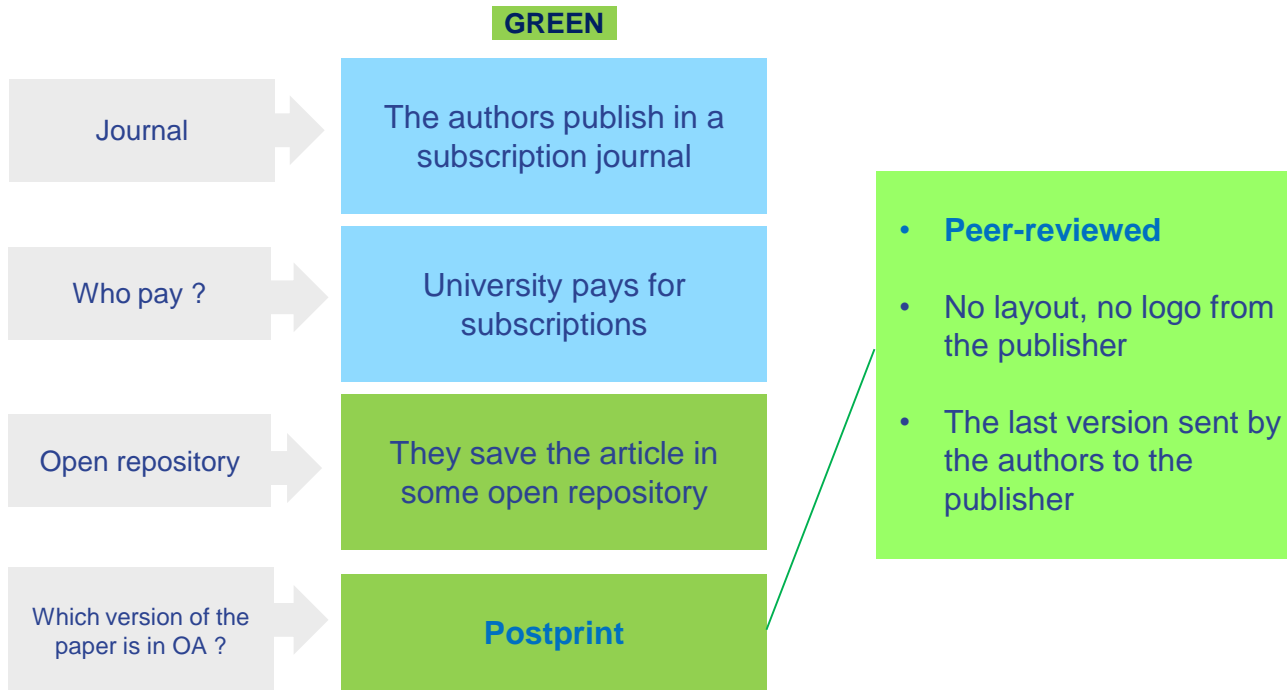 GREEN
Journal
The authors publish in a
subscription journal
Who pay ?
University pays for
subscriptions
Open repository
They save the article in
some open repository
Which version of the
paper is in OA ?
Postprint
• Peer-reviewed
• No layout, no logo from
the publisher
• The last version sent by
the authors to the
publisher